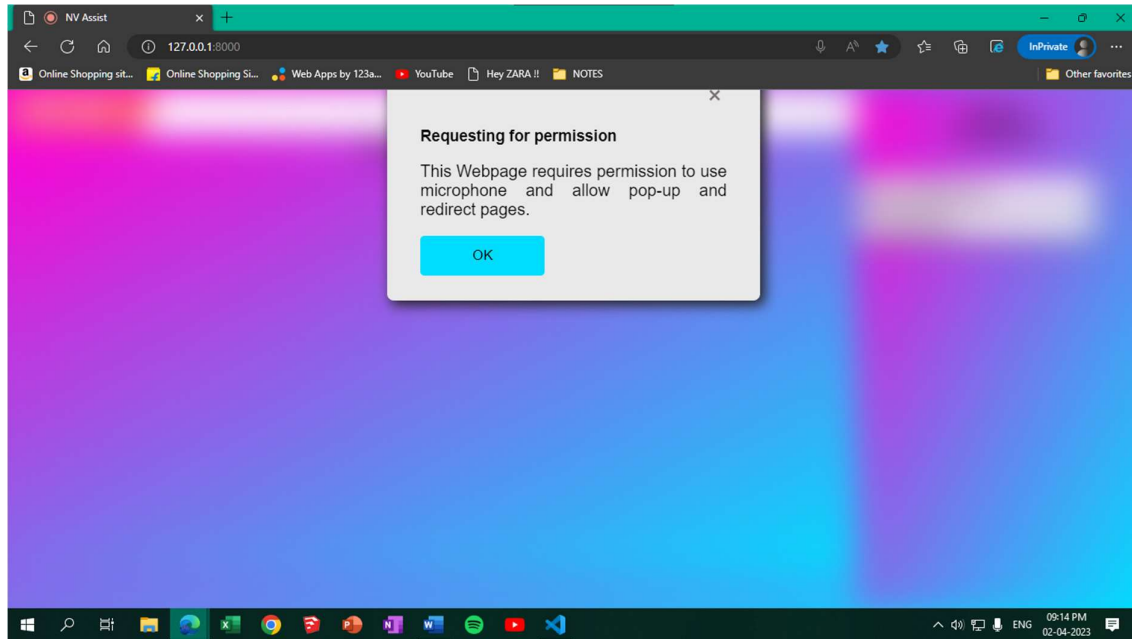 NV Assist
127.0.0.1:8000
InPrivate
Online Shopping sit... Online Shopping Si... Web Apps by 123a... YouTube Hey ZARA !! NOTES Other favorites
Requesting for permission
This Webpage requires permission to use
microphone and allow pop-up and
redirect pages.
OK
ENG
09:14 PM
02-04-2023